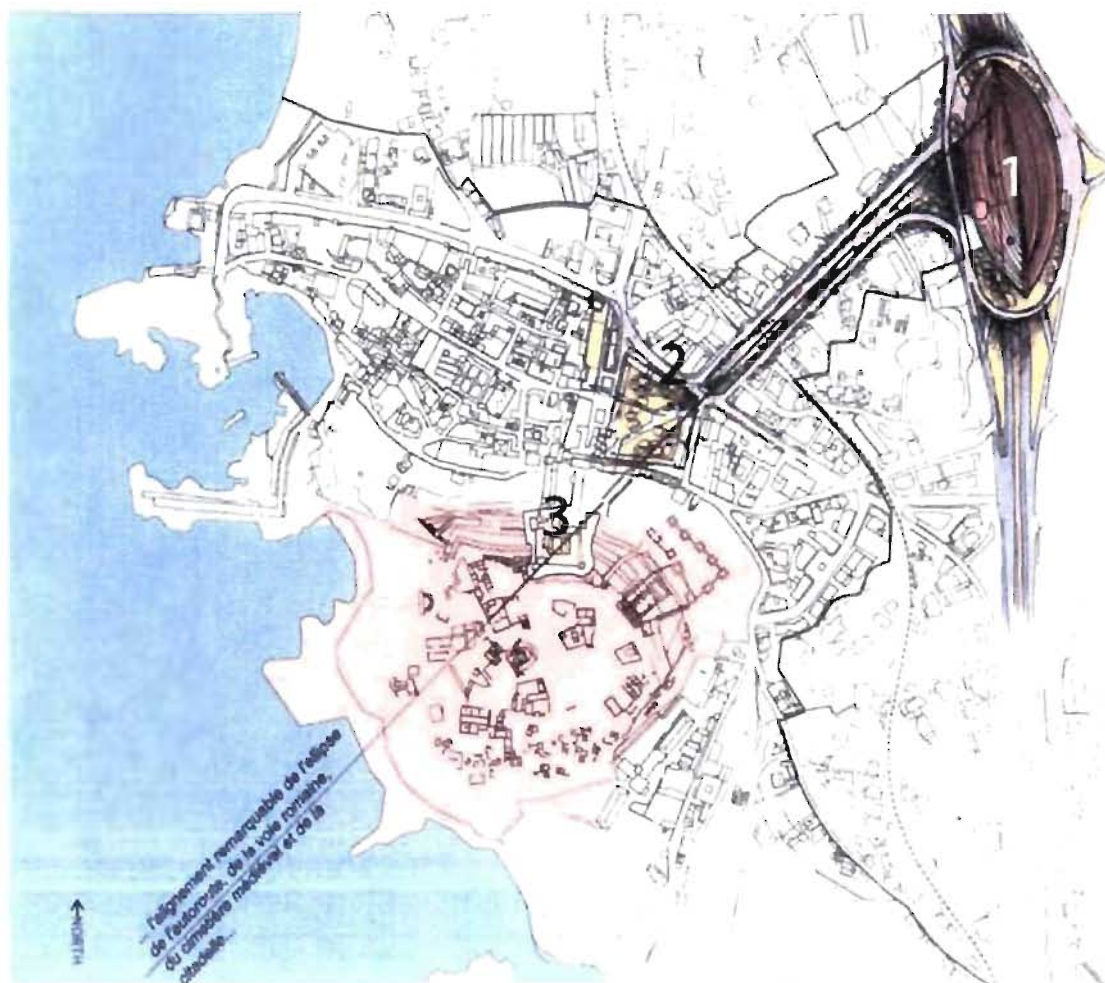 1
2
3
... l'alignement remarquable de l'ellipse
de l'autoroute, de la voie romaine,
du cimetière médiéval et de la
citadelle...
NORTH